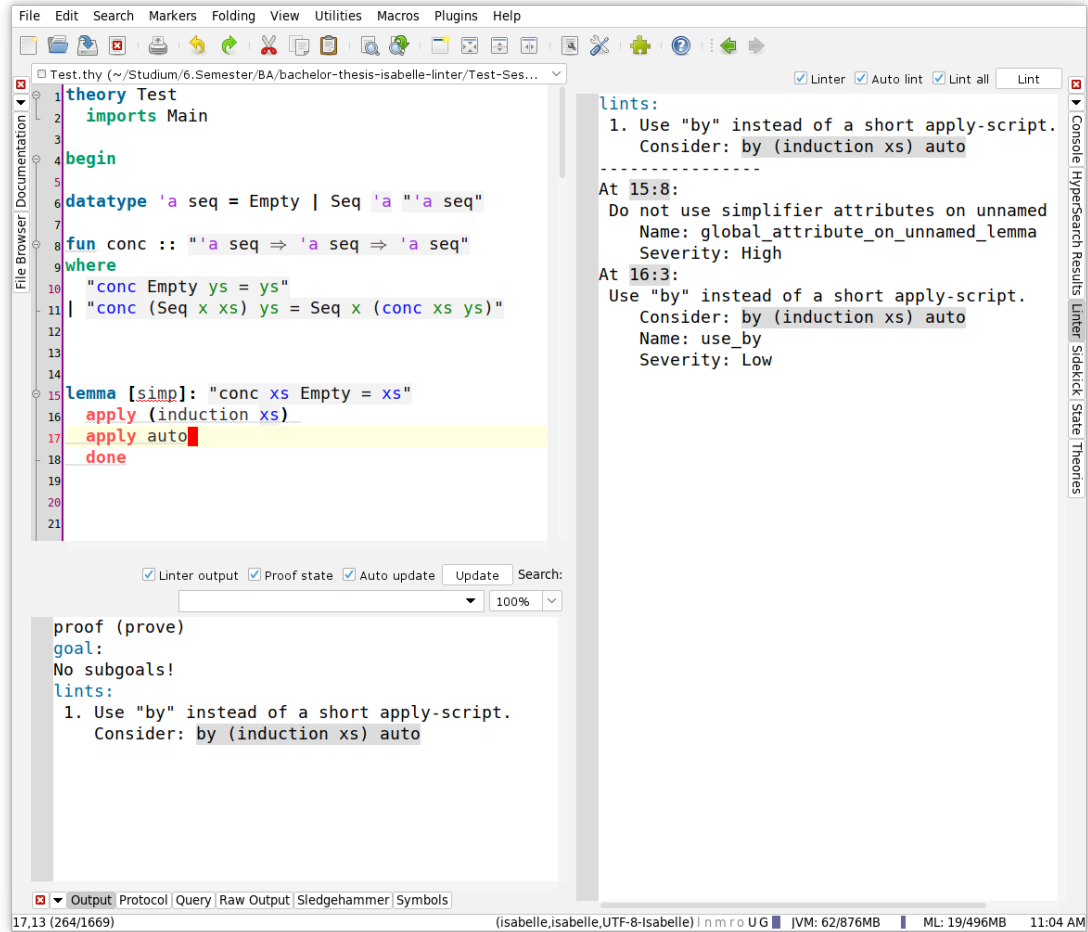 File Edit Search Markers Folding View Utilities Macros Plugins Help
Test.thy (~/Studium/6.Semester/BA/bachelor-thesis-isabelle-linter/Test-Ses...
File Browser
Documentation
1 theory Test
2 imports Main
3
4 begin
5
6 datatype 'a seq = Empty | Seq 'a "'a seq"
7
8 fun conc :: "'a seq ⇒ 'a seq ⇒ 'a seq"
9 where
10 "conc Empty ys = ys"
11 | "conc (Seq x xs) ys = Seq x (conc xs ys)"
12
13
14
15 lemma [simp]: "conc xs Empty = xs"
16 apply (induction xs)
17 apply auto
18 done
19
20
21
Linter output Proof state Auto update Update Search:
100%
proof (prove)
goal:
No subgoals!
lints:
1. Use "by" instead of a short apply-script.
Consider: by (induction xs) auto
Output Protocol Query Raw Output Sledgehammer Symbols
Linter Auto lint Lint all Lint
lints:
1. Use "by" instead of a short apply-script.
Consider: by (induction xs) auto
----------------
At 15:8:
Do not use simplifier attributes on unnamed
Name: global_attribute_on_unnamed_lemma
Severity: High
At 16:3:
Use "by" instead of a short apply-script.
Consider: by (induction xs) auto
Name: use_by
Severity: Low
Console
HyperSearch Results
Linter
Sidekick
State
Theories
17,13 (264/1669)
(isabelle,isabelle,UTF-8-Isabelle) | n m r o U G JVM: 62/876MB ML: 19/496MB 11:04 AM